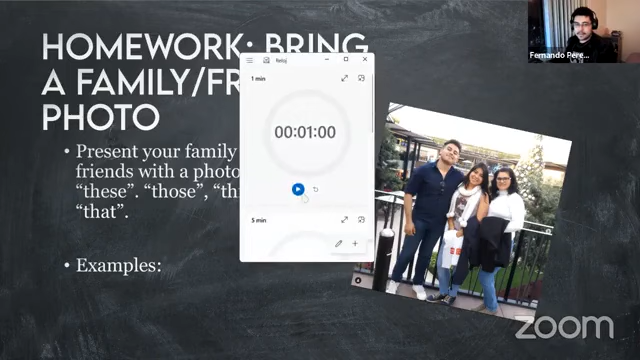 HOMEWORK: BRING
A FAMILY/FR
PHOTO
• Present your family
friends with a photo
"these". "those", "th
"that".
• Examples:
Reloj
1 min
00:01:00
5 min
Fernando Pére...
zoom